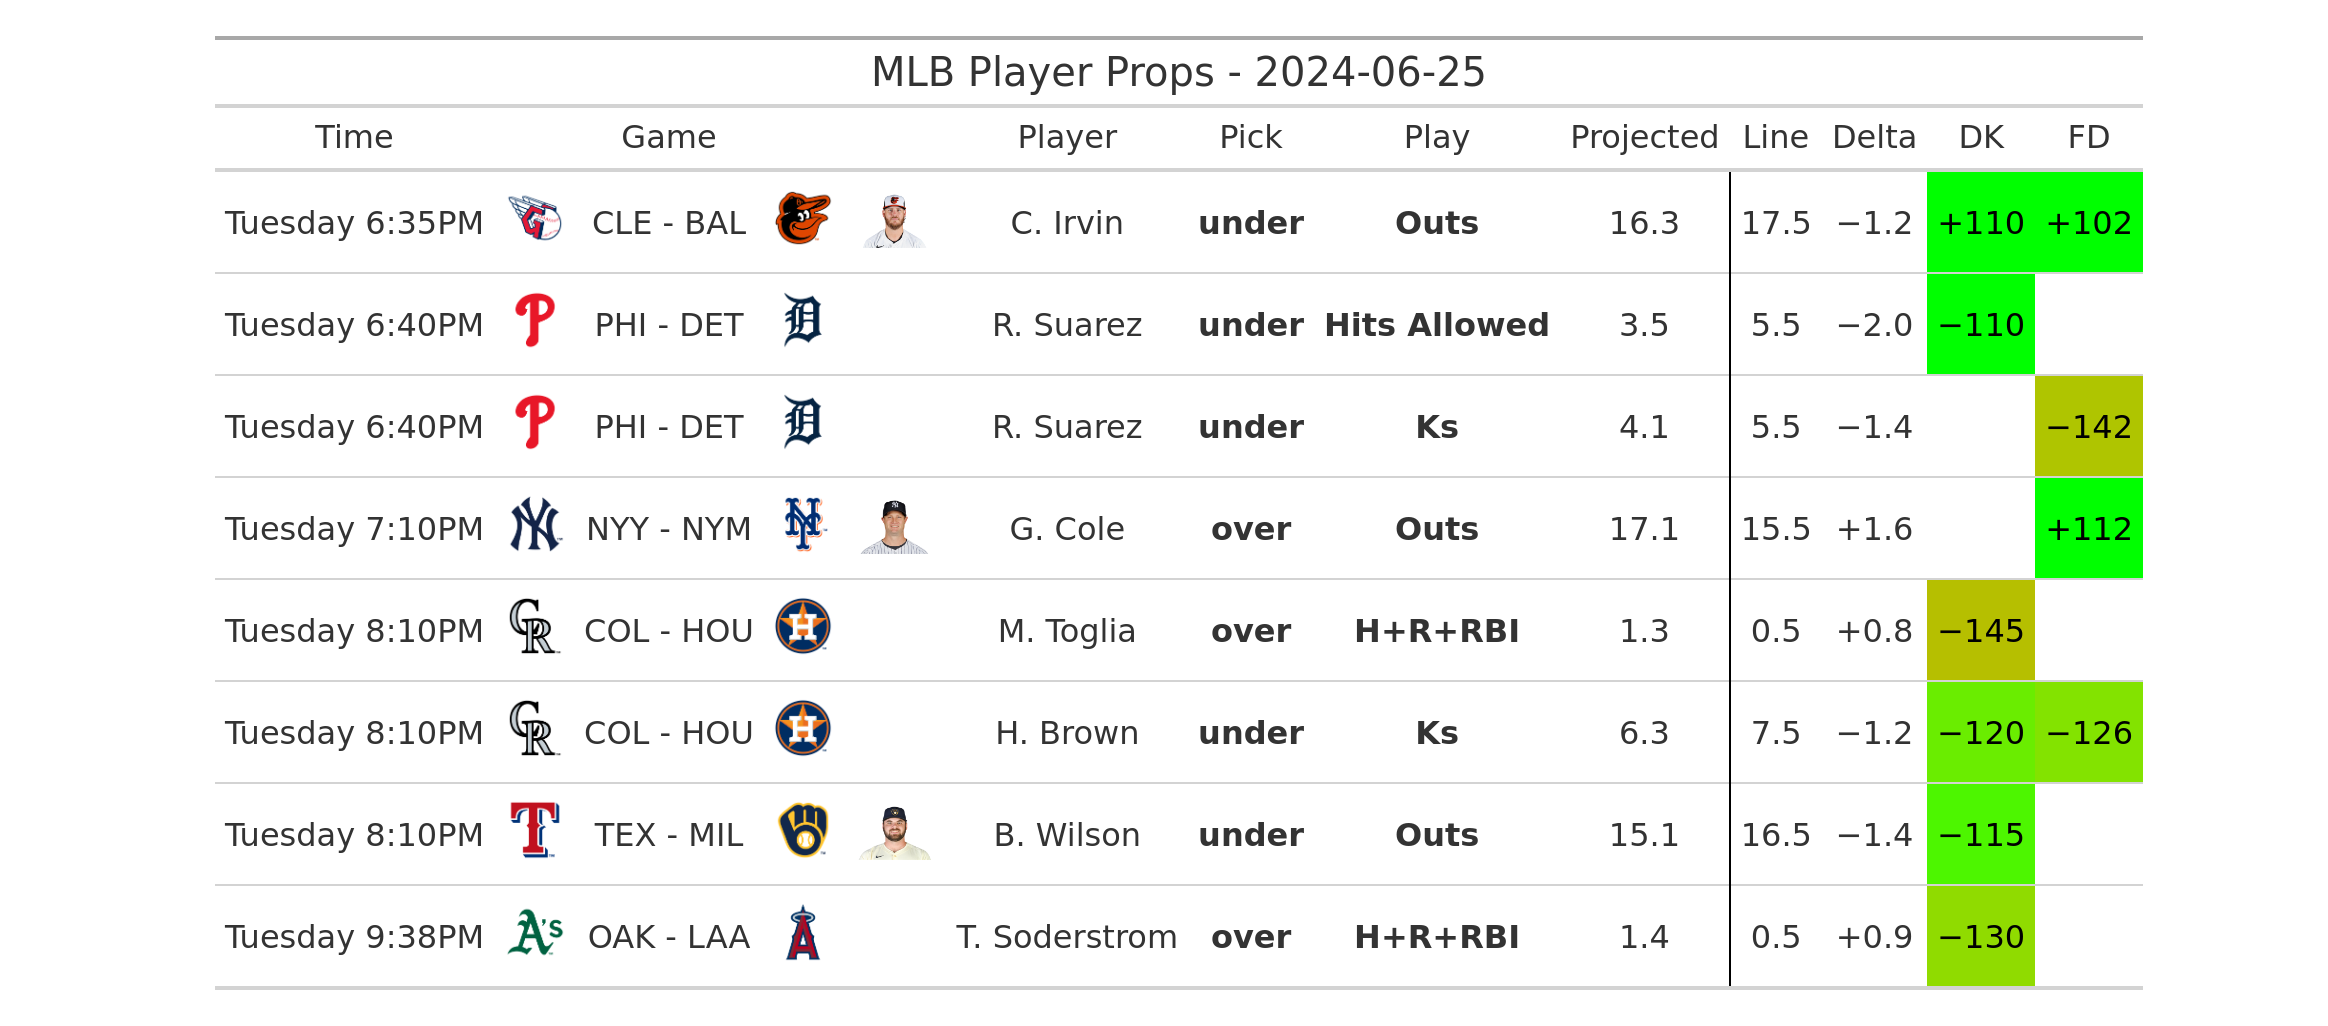 MLB Player Props - 2024-06-25
Time Game Player Pick Play Projected Line Delta DK FD
Tuesday 6:35PM CLE - BAL C. Irvin under Outs 16.3 17.5 −1.2 +110 +102
Tuesday 6:40PM PHI - DET R. Suarez under Hits Allowed 3.5 5.5 −2.0 −110
Tuesday 6:40PM PHI - DET R. Suarez under Ks 4.1 5.5 −1.4 −142
Tuesday 7:10PM NYY - NYM G. Cole over Outs 17.1 15.5 +1.6 +112
Tuesday 8:10PM COL - HOU M. Toglia over H+R+RBI 1.3 0.5 +0.8 −145
Tuesday 8:10PM COL - HOU H. Brown under Ks 6.3 7.5 −1.2 −120 −126
Tuesday 8:10PM TEX - MIL B. Wilson under Outs 15.1 16.5 −1.4 −115
Tuesday 9:38PM OAK - LAA T. Soderstrom over H+R+RBI 1.4 0.5 +0.9 −130